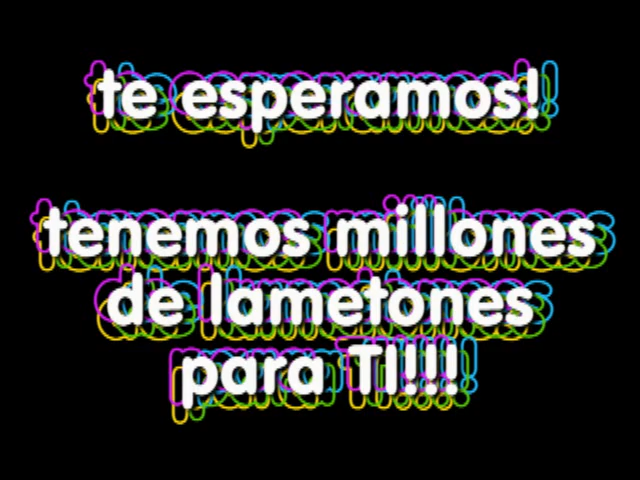 te esperamos!
tenemos millones
de lametones
para TI!!!